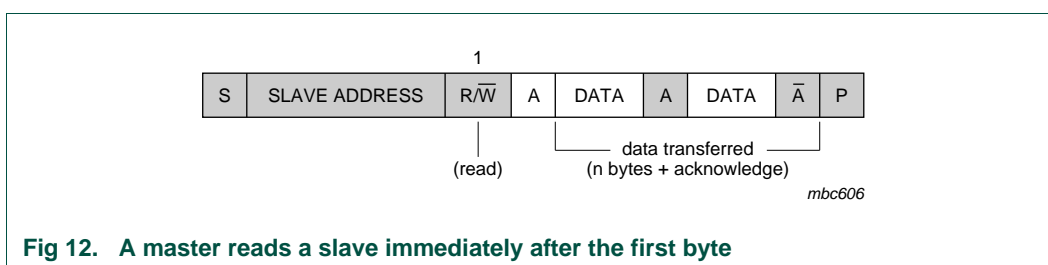 1
S SLAVE ADDRESS R/W̅ A DATA A DATA A̅ P
(read)
data transferred
(n bytes + acknowledge)
mbc606
Fig 12. A master reads a slave immediately after the first byte